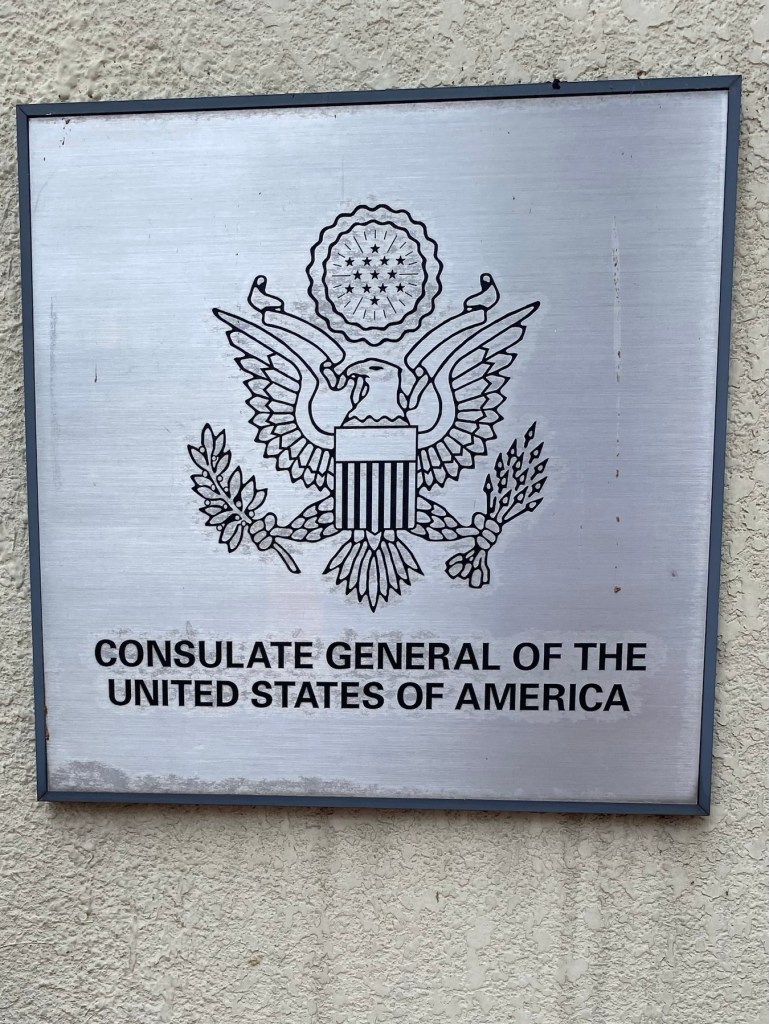 CONSULATE GENERAL OF THE
UNITED STATES OF AMERICA